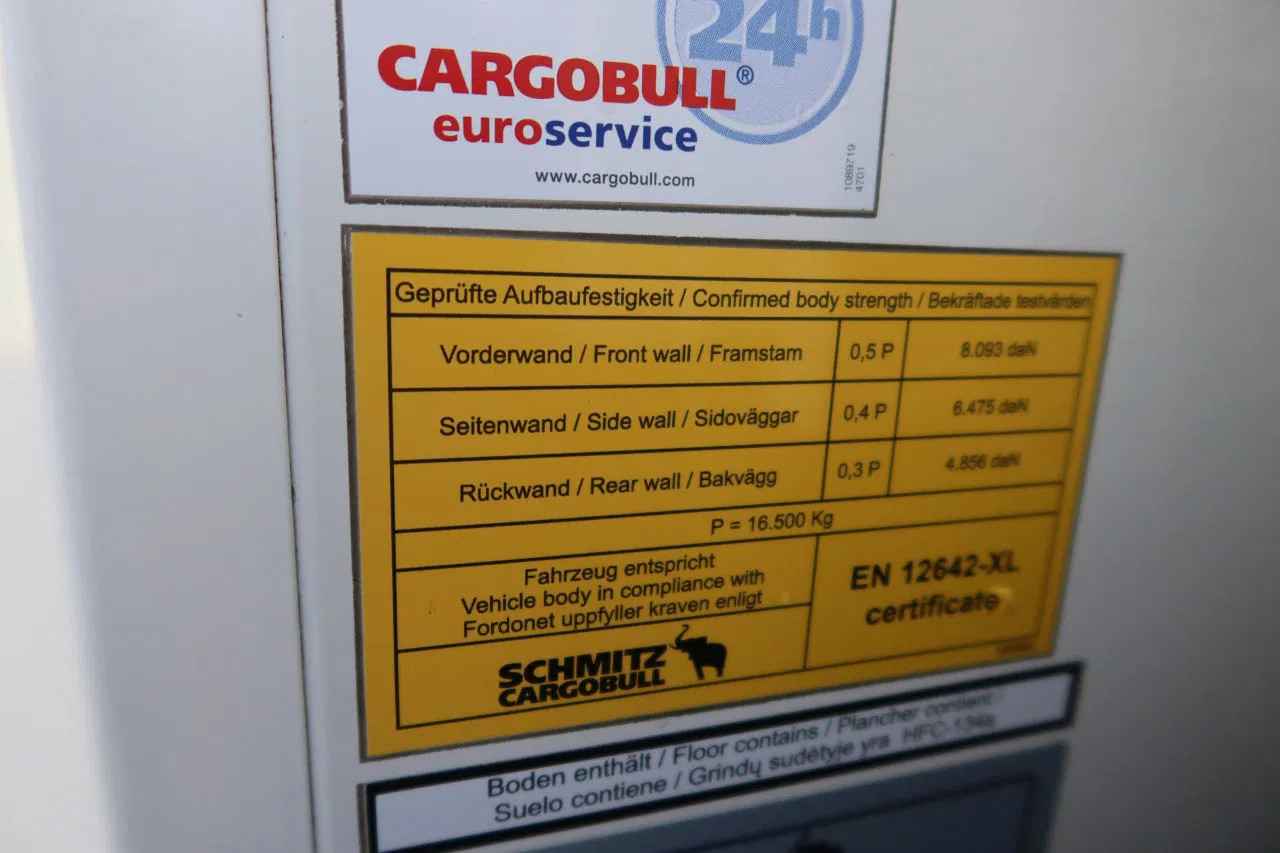 24h
CARGOBULL®
euroservice
www.cargobull.com
1089719
4701
Geprüfte Aufbaufestigkeit / Confirmed body strength / Bekräftade testvärden
Vorderwand / Front wall / Framstam 0,5 P 8.093 daN
Seitenwand / Side wall / Sidoväggar 0,4 P 6.475 daN
Rückwand / Rear wall / Bakvägg 0,3 P 4.856 daN
P = 16.500 Kg
Fahrzeug entspricht
Vehicle body in compliance with
Fordonet uppfyller kraven enligt
EN 12642-XL
certificate
SCHMITZ
CARGOBULL
Boden enthält / Floor contains / Plancher contient /
Suelo contiene / Grindų sudėtyje yra HFC-134a